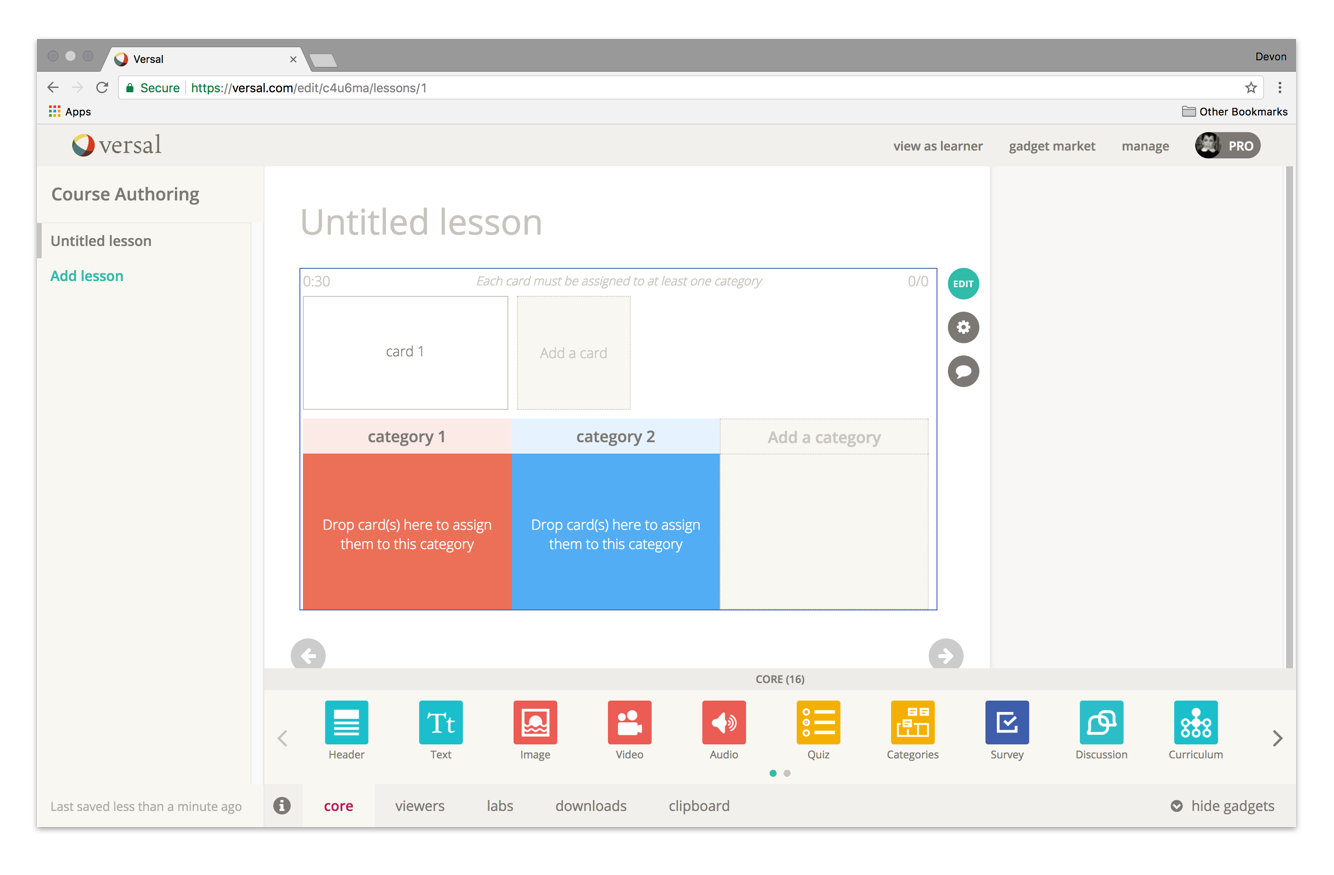 Versal
Devon
Secure https://versal.com/edit/c4u6ma/lessons/1
Apps
Other Bookmarks
versal
view as learner
gadget market
manage
PRO
Course Authoring
Untitled lesson
Add lesson
Untitled lesson
0:30
Each card must be assigned to at least one category
0/0
EDIT
card 1
Add a card
category 1
category 2
Add a category
Drop card(s) here to assign
them to this category
Drop card(s) here to assign
them to this category
CORE (16)
Tt
Header
Text
Image
Video
Audio
Quiz
Categories
Survey
Discussion
Curriculum
Last saved less than a minute ago
core
viewers
labs
downloads
clipboard
hide gadgets